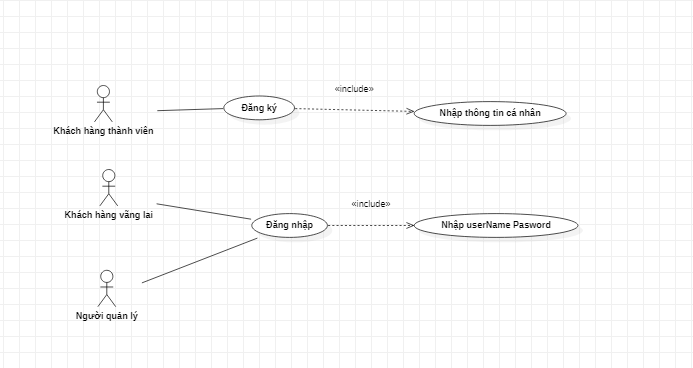 «include»
Đăng ký
Nhập thông tin cá nhân
Khách hàng thành viên
«include»
Khách hàng vãng lai
Đăng nhập
Nhập userName Pasword
Người quản lý